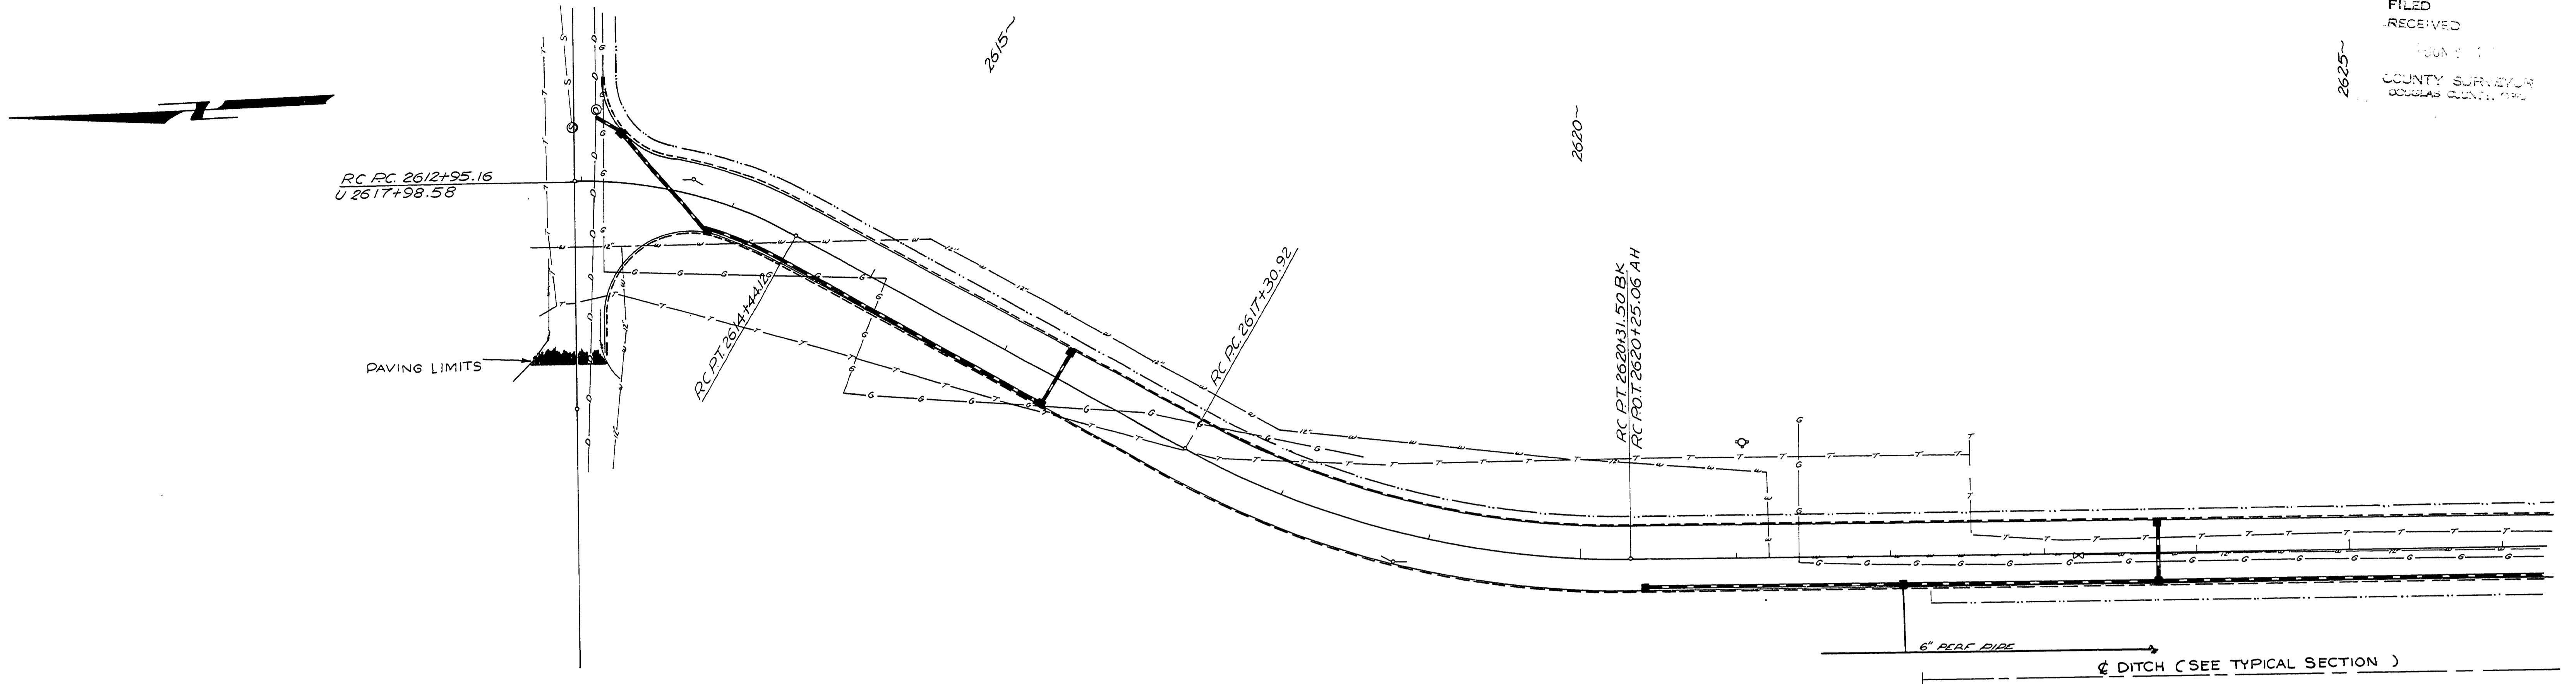 FILED
RECEIVED
COUNTY SURVEYOR
DOUGLAS COUNTY
2615~
2620~
2625~
RC P.C. 2612+95.16
U 2617+98.58
PAVING LIMITS
RC P.T. 2614+44.12
RC P.C. 2617+30.92
RC P.T. 2620+31.50 BK
RC P.O.T. 2620+25.06 AH
6" PERF PIPE
℄ DITCH (SEE TYPICAL SECTION )